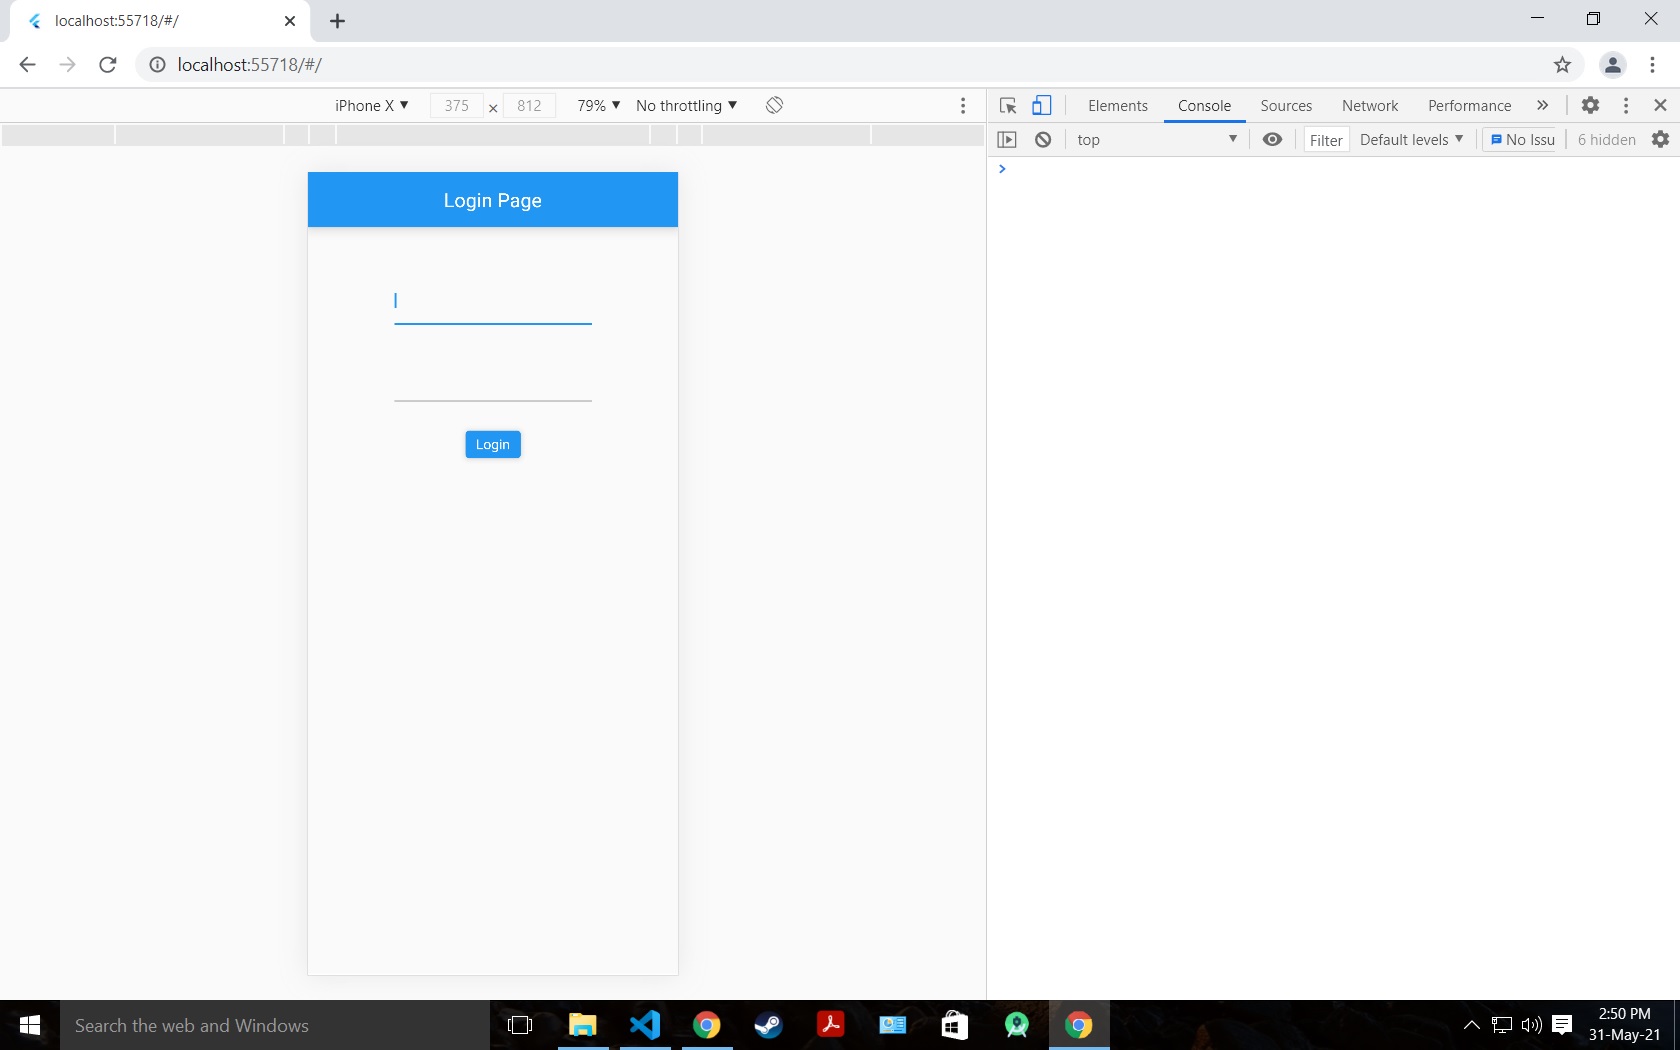 localhost:55718/#/
localhost:55718/#/
iPhone X ▼ 375 × 812 79% ▼ No throttling ▼
Elements Console Sources Network Performance »
top ▼ Filter Default levels ▼ No Issu 6 hidden
Login Page
Login
Search the web and Windows
2:50 PM
31-May-21